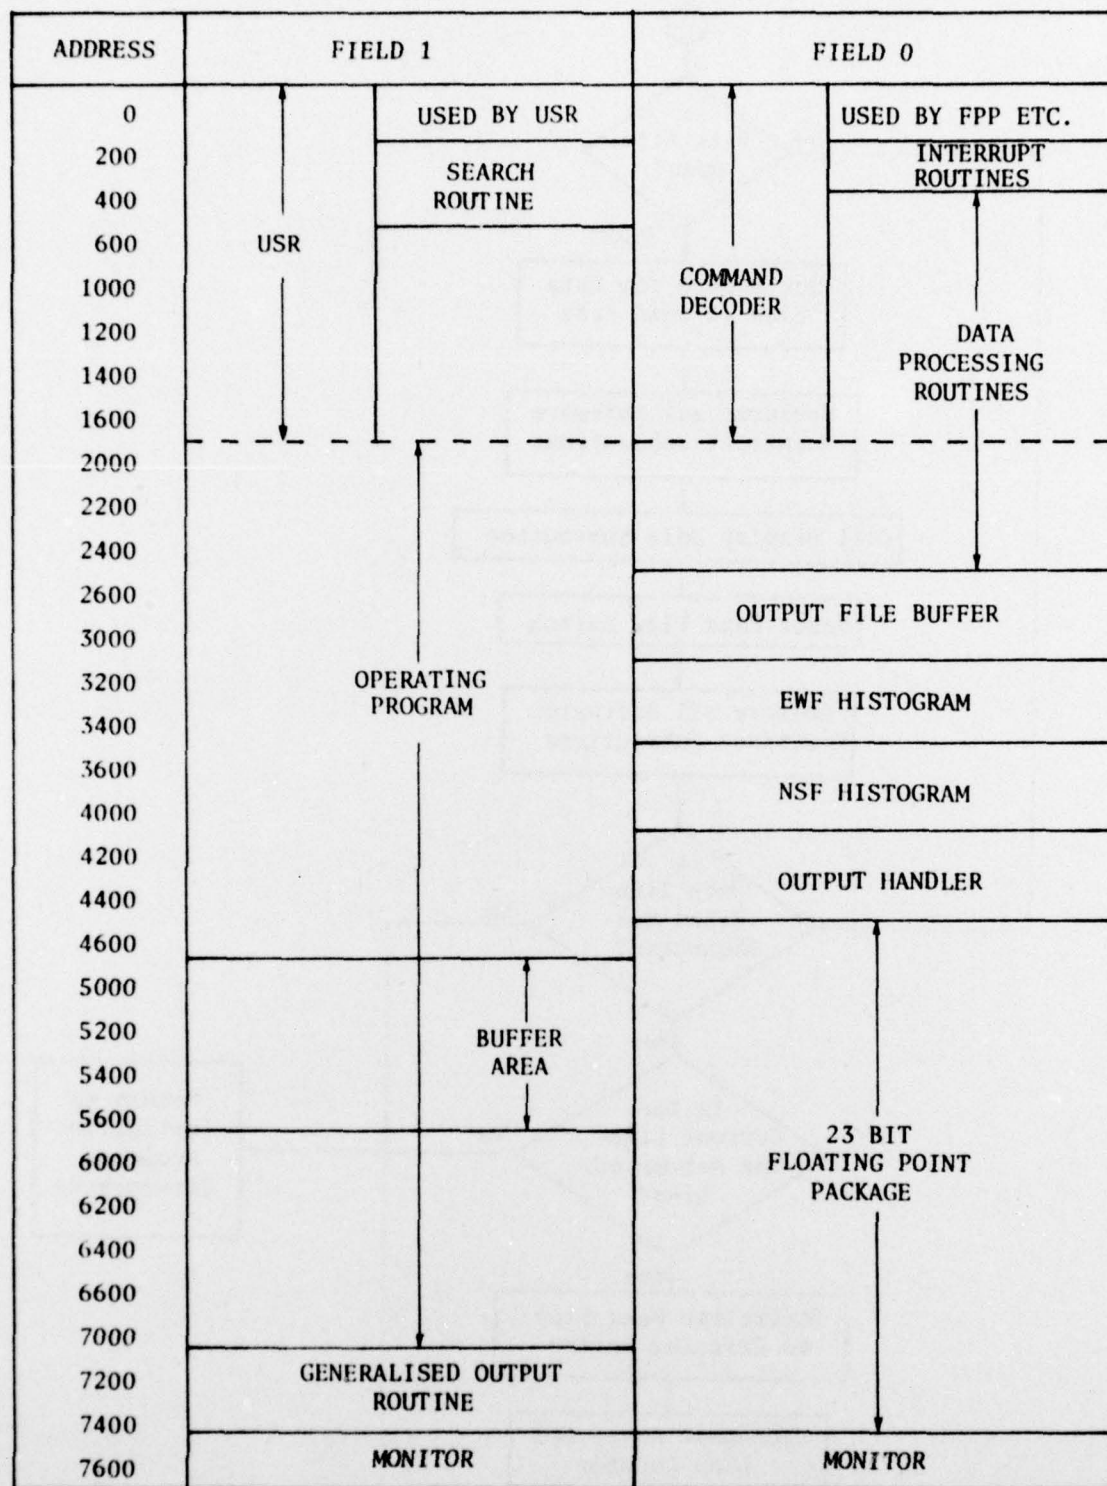 ADDRESS FIELD 1 FIELD 0
0 USED BY USR USED BY FPP ETC.
200 SEARCH INTERRUPT
ROUTINE ROUTINES
400
600 USR
1000 COMMAND
DECODER
1200 DATA
PROCESSING
1400 ROUTINES
1600
2000
2200
2400
2600 OUTPUT FILE BUFFER
3000
3200 OPERATING EWF HISTOGRAM
PROGRAM
3400
3600 NSF HISTOGRAM
4000
4200
4400 OUTPUT HANDLER
4600
5000
5200 BUFFER
AREA
5400
5600 23 BIT
6000 FLOATING POINT
PACKAGE
6200
6400
6600
7000
7200 GENERALISED OUTPUT
ROUTINE
7400
7600 MONITOR MONITOR